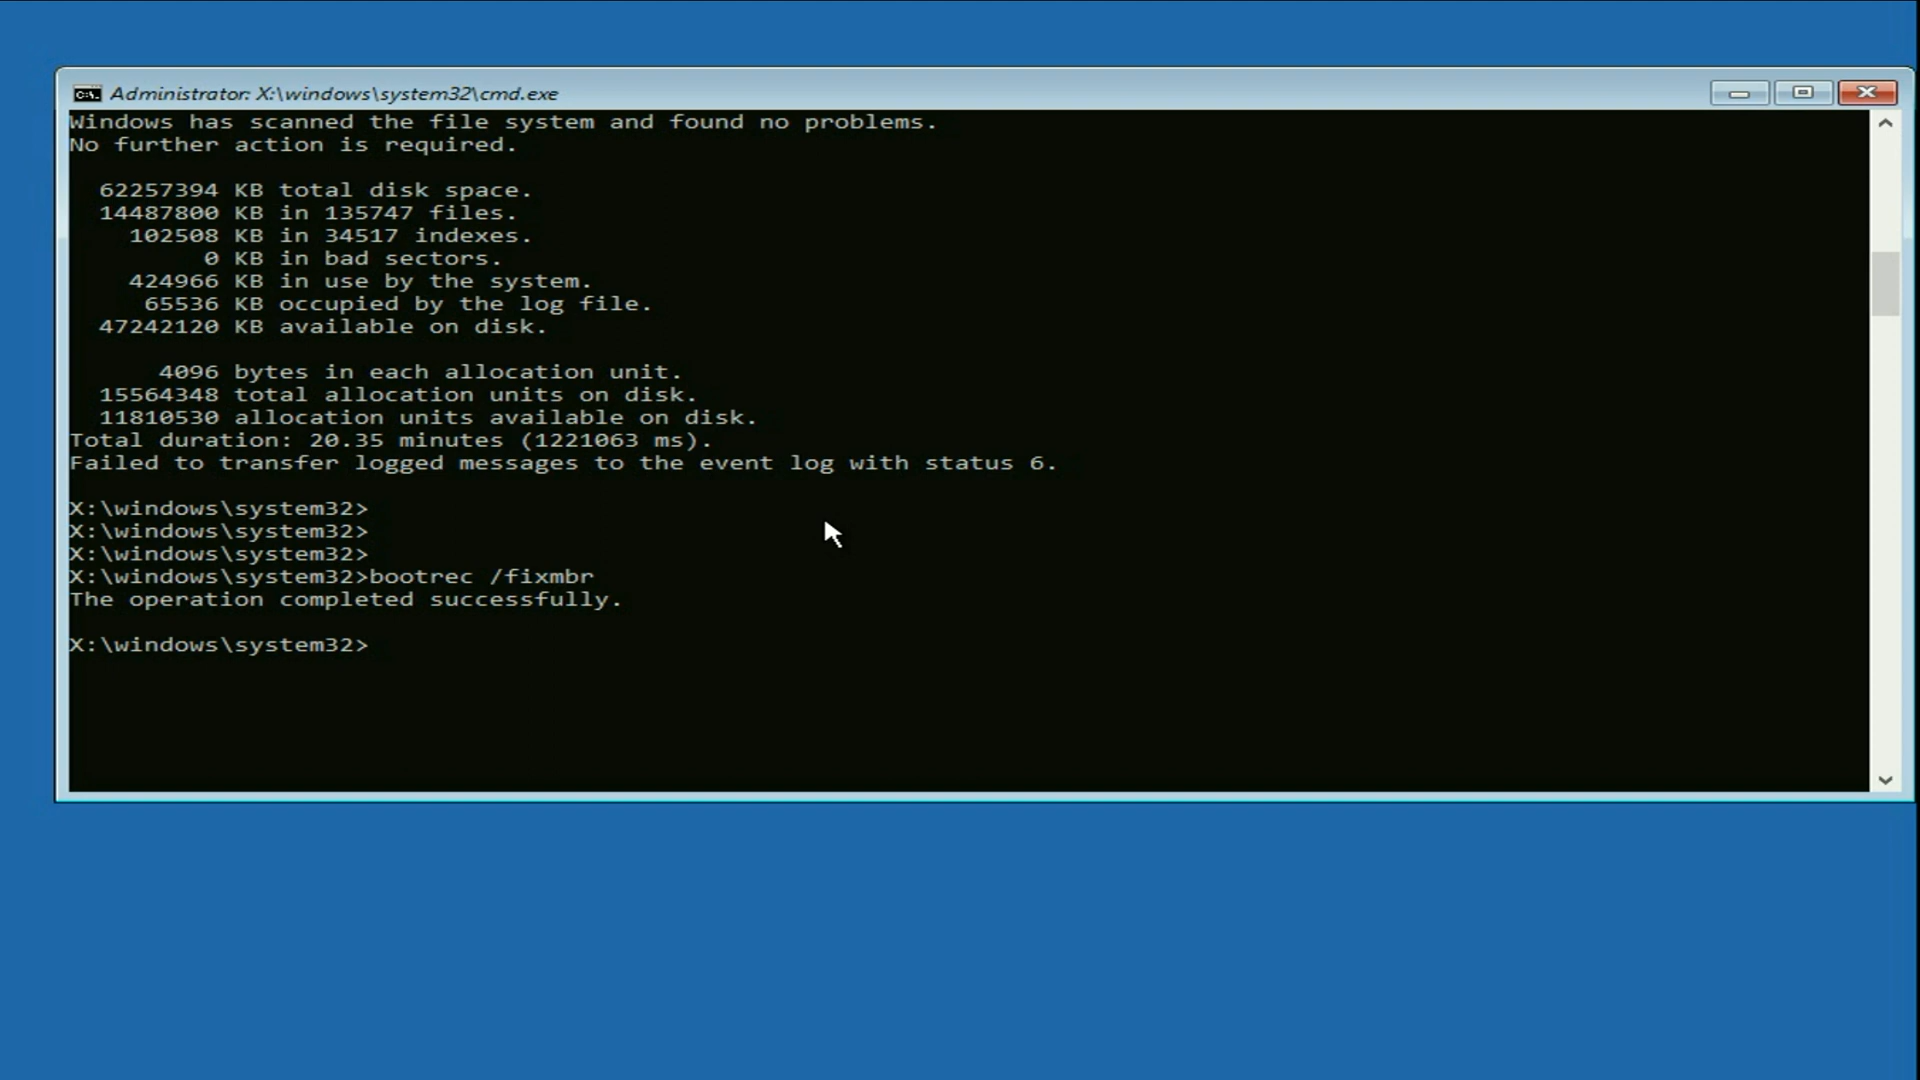 Administrator: X:\windows\system32\cmd.exe
Windows has scanned the file system and found no problems.
No further action is required.
62257394 KB total disk space.
14487800 KB in 135747 files.
102508 KB in 34517 indexes.
0 KB in bad sectors.
424966 KB in use by the system.
65536 KB occupied by the log file.
47242120 KB available on disk.
4096 bytes in each allocation unit.
15564348 total allocation units on disk.
11810530 allocation units available on disk.
Total duration: 20.35 minutes (1221063 ms).
Failed to transfer logged messages to the event log with status 6.
X:\windows\system32>
X:\windows\system32>
X:\windows\system32>
X:\windows\system32>bootrec /fixmbr
The operation completed successfully.
X:\windows\system32>